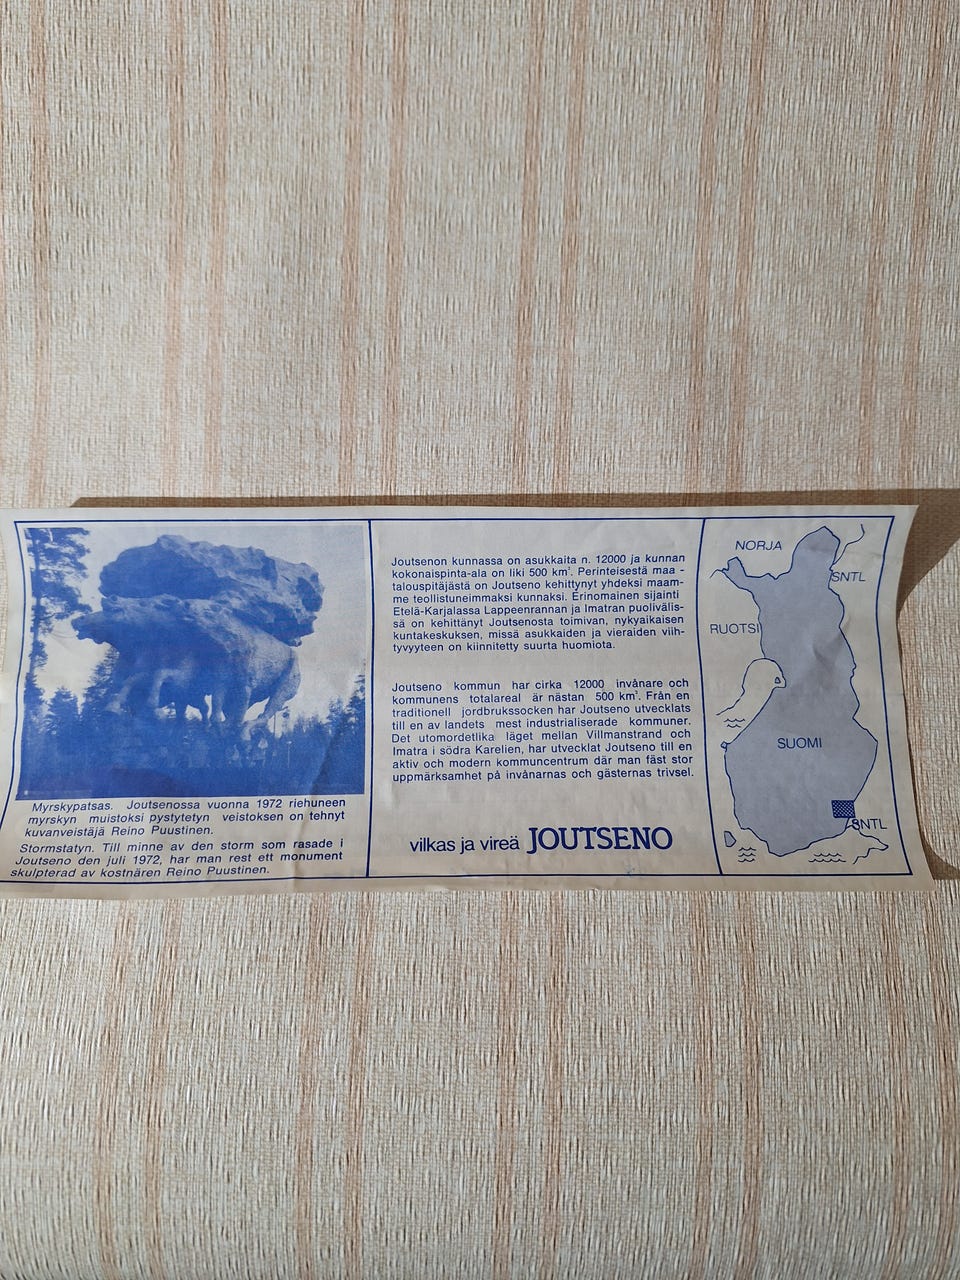 Myrskypatsas. Joutsenossa vuonna 1972 riehuneen
myrskyn muistoksi pystytetyn veistoksen on tehnyt
kuvanveistäjä Reino Puustinen.
Stormstatyn. Till minne av den storm som rasade i
Joutseno den juli 1972, har man rest ett monument
skulpterad av kostnären Reino Puustinen.
Joutsenon kunnassa on asukkaita n. 12000 ja kunnan
kokonaispinta-ala on liki 500 km². Perinteisestä maa -
talouspitäjästä on Joutseno kehittynyt yhdeksi maam-
me teollistuneimmaksi kunnaksi. Erinomainen sijainti
Etelä-Karjalassa Lappeenrannan ja Imatran puolivälis-
sä on kehittänyt Joutsenosta toimivan, nykyaikaisen
kuntakeskuksen, missä asukkaiden ja vieraiden viih-
tyvyyteen on kiinnitetty suurta huomiota.
Joutseno kommun har cirka 12000 invånare och
kommunens totalareal är nästan 500 km². Från en
traditionell jordbrukssocken har Joutseno utvecklats
till en av landets mest industrialiserade kommuner.
Det utomordetlika läget mellan Villmanstrand och
Imatra i södra Karelien, har utvecklat Joutseno till en
aktiv och modern kommuncentrum där man fäst stor
uppmärksamhet på invånarnas och gästernas trivsel.
vilkas ja vireä JOUTSENO
NORJA
SNTL
RUOTSI
SUOMI
SNTL